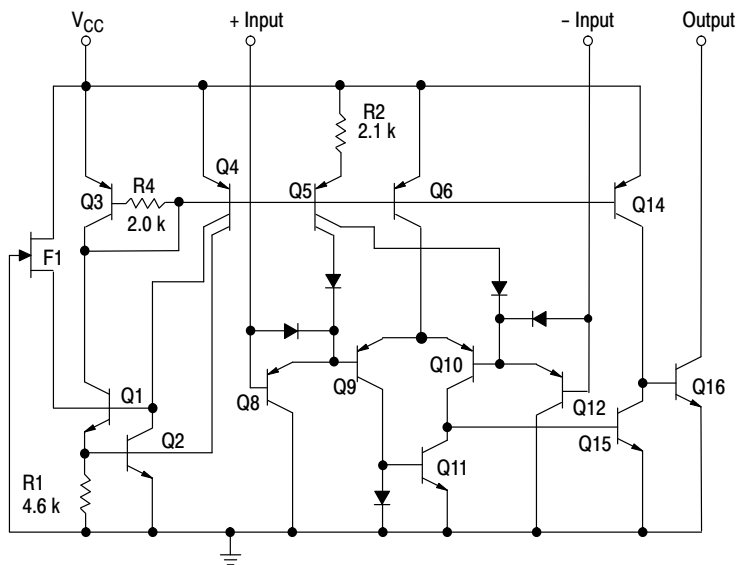 V_CC
+ Input
– Input
Output
R2
2.1 k
Q4
R4
Q3
2.0 k
Q5
Q6
Q14
F1
Q1
Q8
Q9
Q10
Q12
Q16
Q2
Q15
Q11
R1
4.6 k